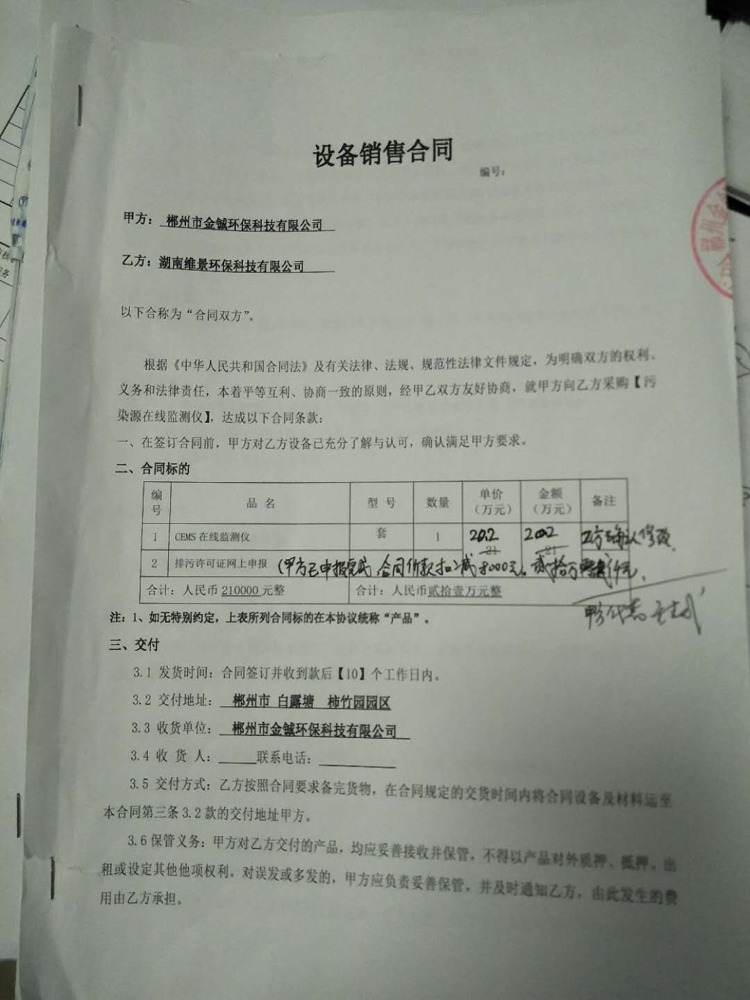 设备销售合同
编号：
甲方： 郴州市金铖环保科技有限公司
乙方：湖南维景环保科技有限公司
以下合称为“合同双方”。
根据《中华人民共和国合同法》及有关法律、法规、规范性法律文件规定，为明确双方的权利、
义务和法律责任，本着平等互利、协商一致的原则，经甲乙双方友好协商，就甲方向乙方采购【污
染源在线监测仪】，达成以下合同条款：
一、在签订合同前，甲方对乙方设备已充分了解与认可，确认满足甲方要求。
二、合同标的
编号 品 名 型 号 数量 单价（万元） 金额（万元） 备注
1 CEMS 在线监测仪 套 1 20.2 21 20.2 21 乙方确认修改
2 排污许可证网上申报 （甲方已申报完成，合同价款扣减8000元。贰拾万零贰仟元。
合计：人民币 210000 元整 合计：人民币贰拾壹万元整
注：1、如无特别约定，上表所列合同标的在本协议统称“产品”。
三、交付
3.1 发货时间：合同签订并收到款后【10】个工作日内。
3.2 交付地址： 郴州市 白露塘 柿竹园园区
3.3 收货单位： 郴州市金铖环保科技有限公司
3.4 收 货 人：_____联系电话：__________
3.5 交付方式：乙方按照合同要求备完货物，在合同规定的交货时间内将合同设备及材料运至
本合同第三条 3.2 款的交付地址甲方。
3.6 保管义务：甲方对乙方交付的产品，均应妥善接收并保管，不得以产品对外质押、抵押、出
租或设定其他他项权利。对误发或多发的，甲方应负责妥善保管，并及时通知乙方，由此发生的费
用由乙方承担。
郴州金
合